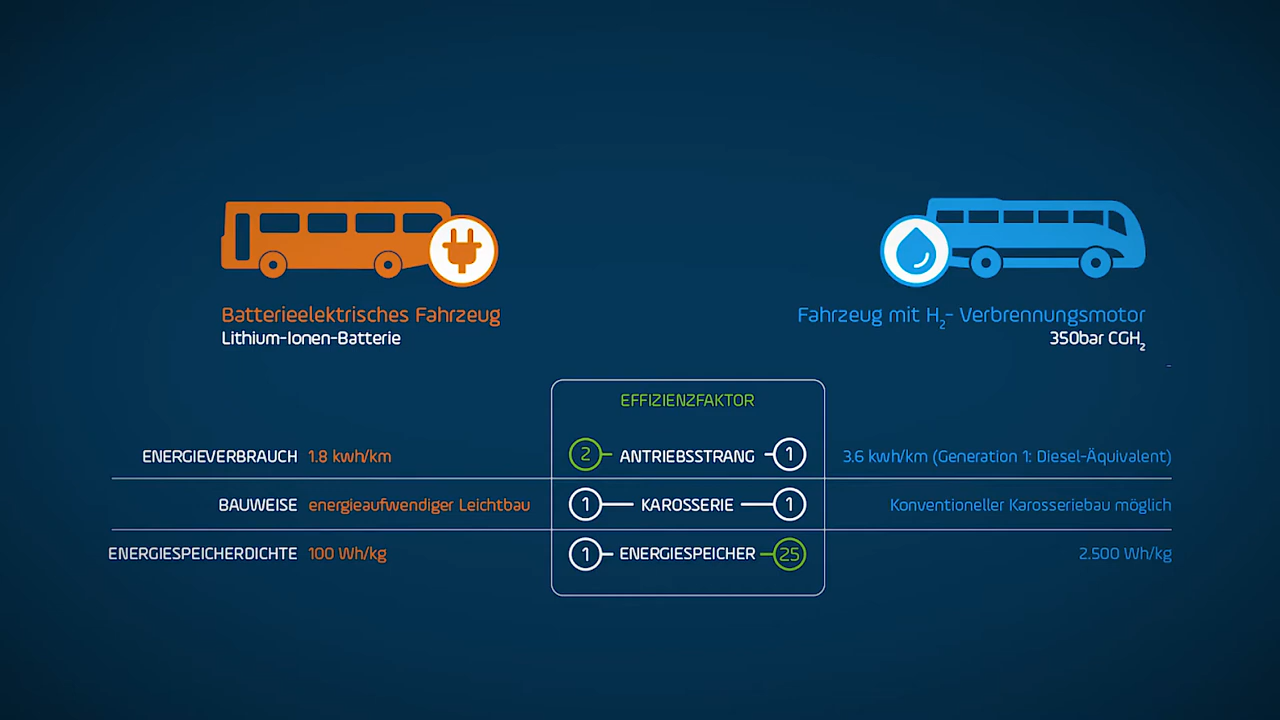 Batterieelektrisches Fahrzeug
Lithium-Ionen-Batterie
Fahrzeug mit H₂- Verbrennungsmotor
350bar CGH₂
EFFIZIENZFAKTOR
ENERGIEVERBRAUCH 1.8 kwh/km 2 ANTRIEBSSTRANG 1 3.6 kwh/km (Generation 1: Diesel-Äquivalent)
BAUWEISE energieaufwendiger Leichtbau 1 KAROSSERIE 1 Konventioneller Karosseriebau möglich
ENERGIESPEICHERDICHTE 100 Wh/kg 1 ENERGIESPEICHER 25 2.500 Wh/kg